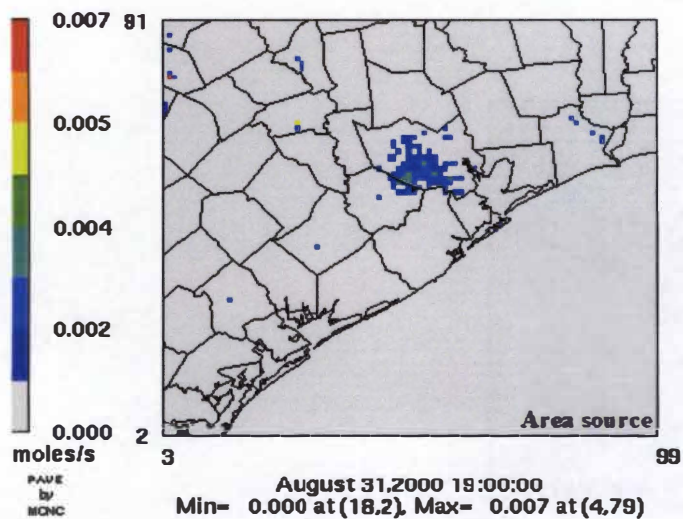 0.007
0.005
0.004
0.002
0.000
moles/s
PAVE
by
MCNC
91
2
3
99
Area source
August 31,2000 19:00:00
Min= 0.000 at (18,2), Max= 0.007 at (4,79)